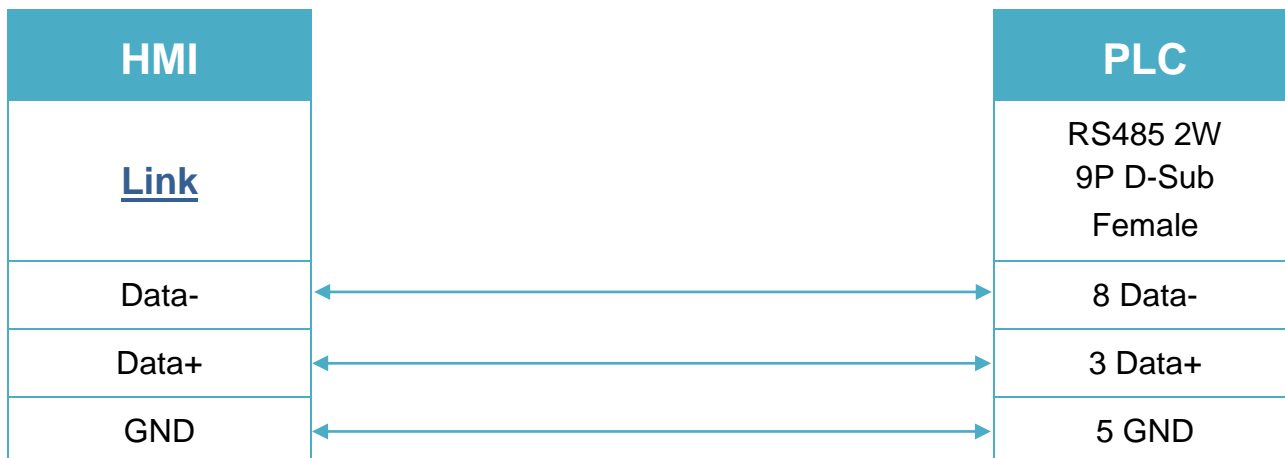 HMI
PLC
Link
RS485 2W
9P D-Sub
Female
Data-
8 Data-
Data+
3 Data+
GND
5 GND